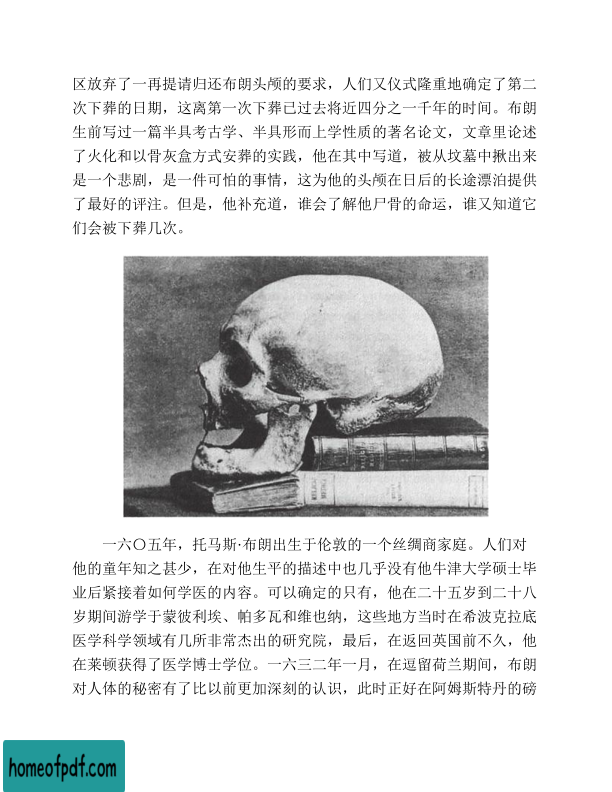 区放弃了一再提请归还布朗头颅的要求，人们又仪式隆重地确定了第二
次下葬的日期，这离第一次下葬已过去将近四分之一千年的时间。布朗
生前写过一篇半具考古学、半具形而上学性质的著名论文，文章里论述
了火化和以骨灰盒方式安葬的实践，他在其中写道，被从坟墓中揪出来
是一个悲剧，是一件可怕的事情，这为他的头颅在日后的长途漂泊提供
了最好的评注。但是，他补充道，谁会了解他尸骨的命运，谁又知道它
们会被下葬几次。
一六〇五年，托马斯·布朗出生于伦敦的一个丝绸商家庭。人们对
他的童年知之甚少，在对他生平的描述中也几乎没有他牛津大学硕士毕
业后紧接着如何学医的内容。可以确定的只有，他在二十五岁到二十八
岁期间游学于蒙彼利埃、帕多瓦和维也纳，这些地方当时在希波克拉底
医学科学领域有几所非常杰出的研究院，最后，在返回英国前不久，他
在莱顿获得了医学博士学位。一六三二年一月，在逗留荷兰期间，布朗
对人体的秘密有了比以前更加深刻的认识，此时正好在阿姆斯特丹的磅
homeofpdf.com